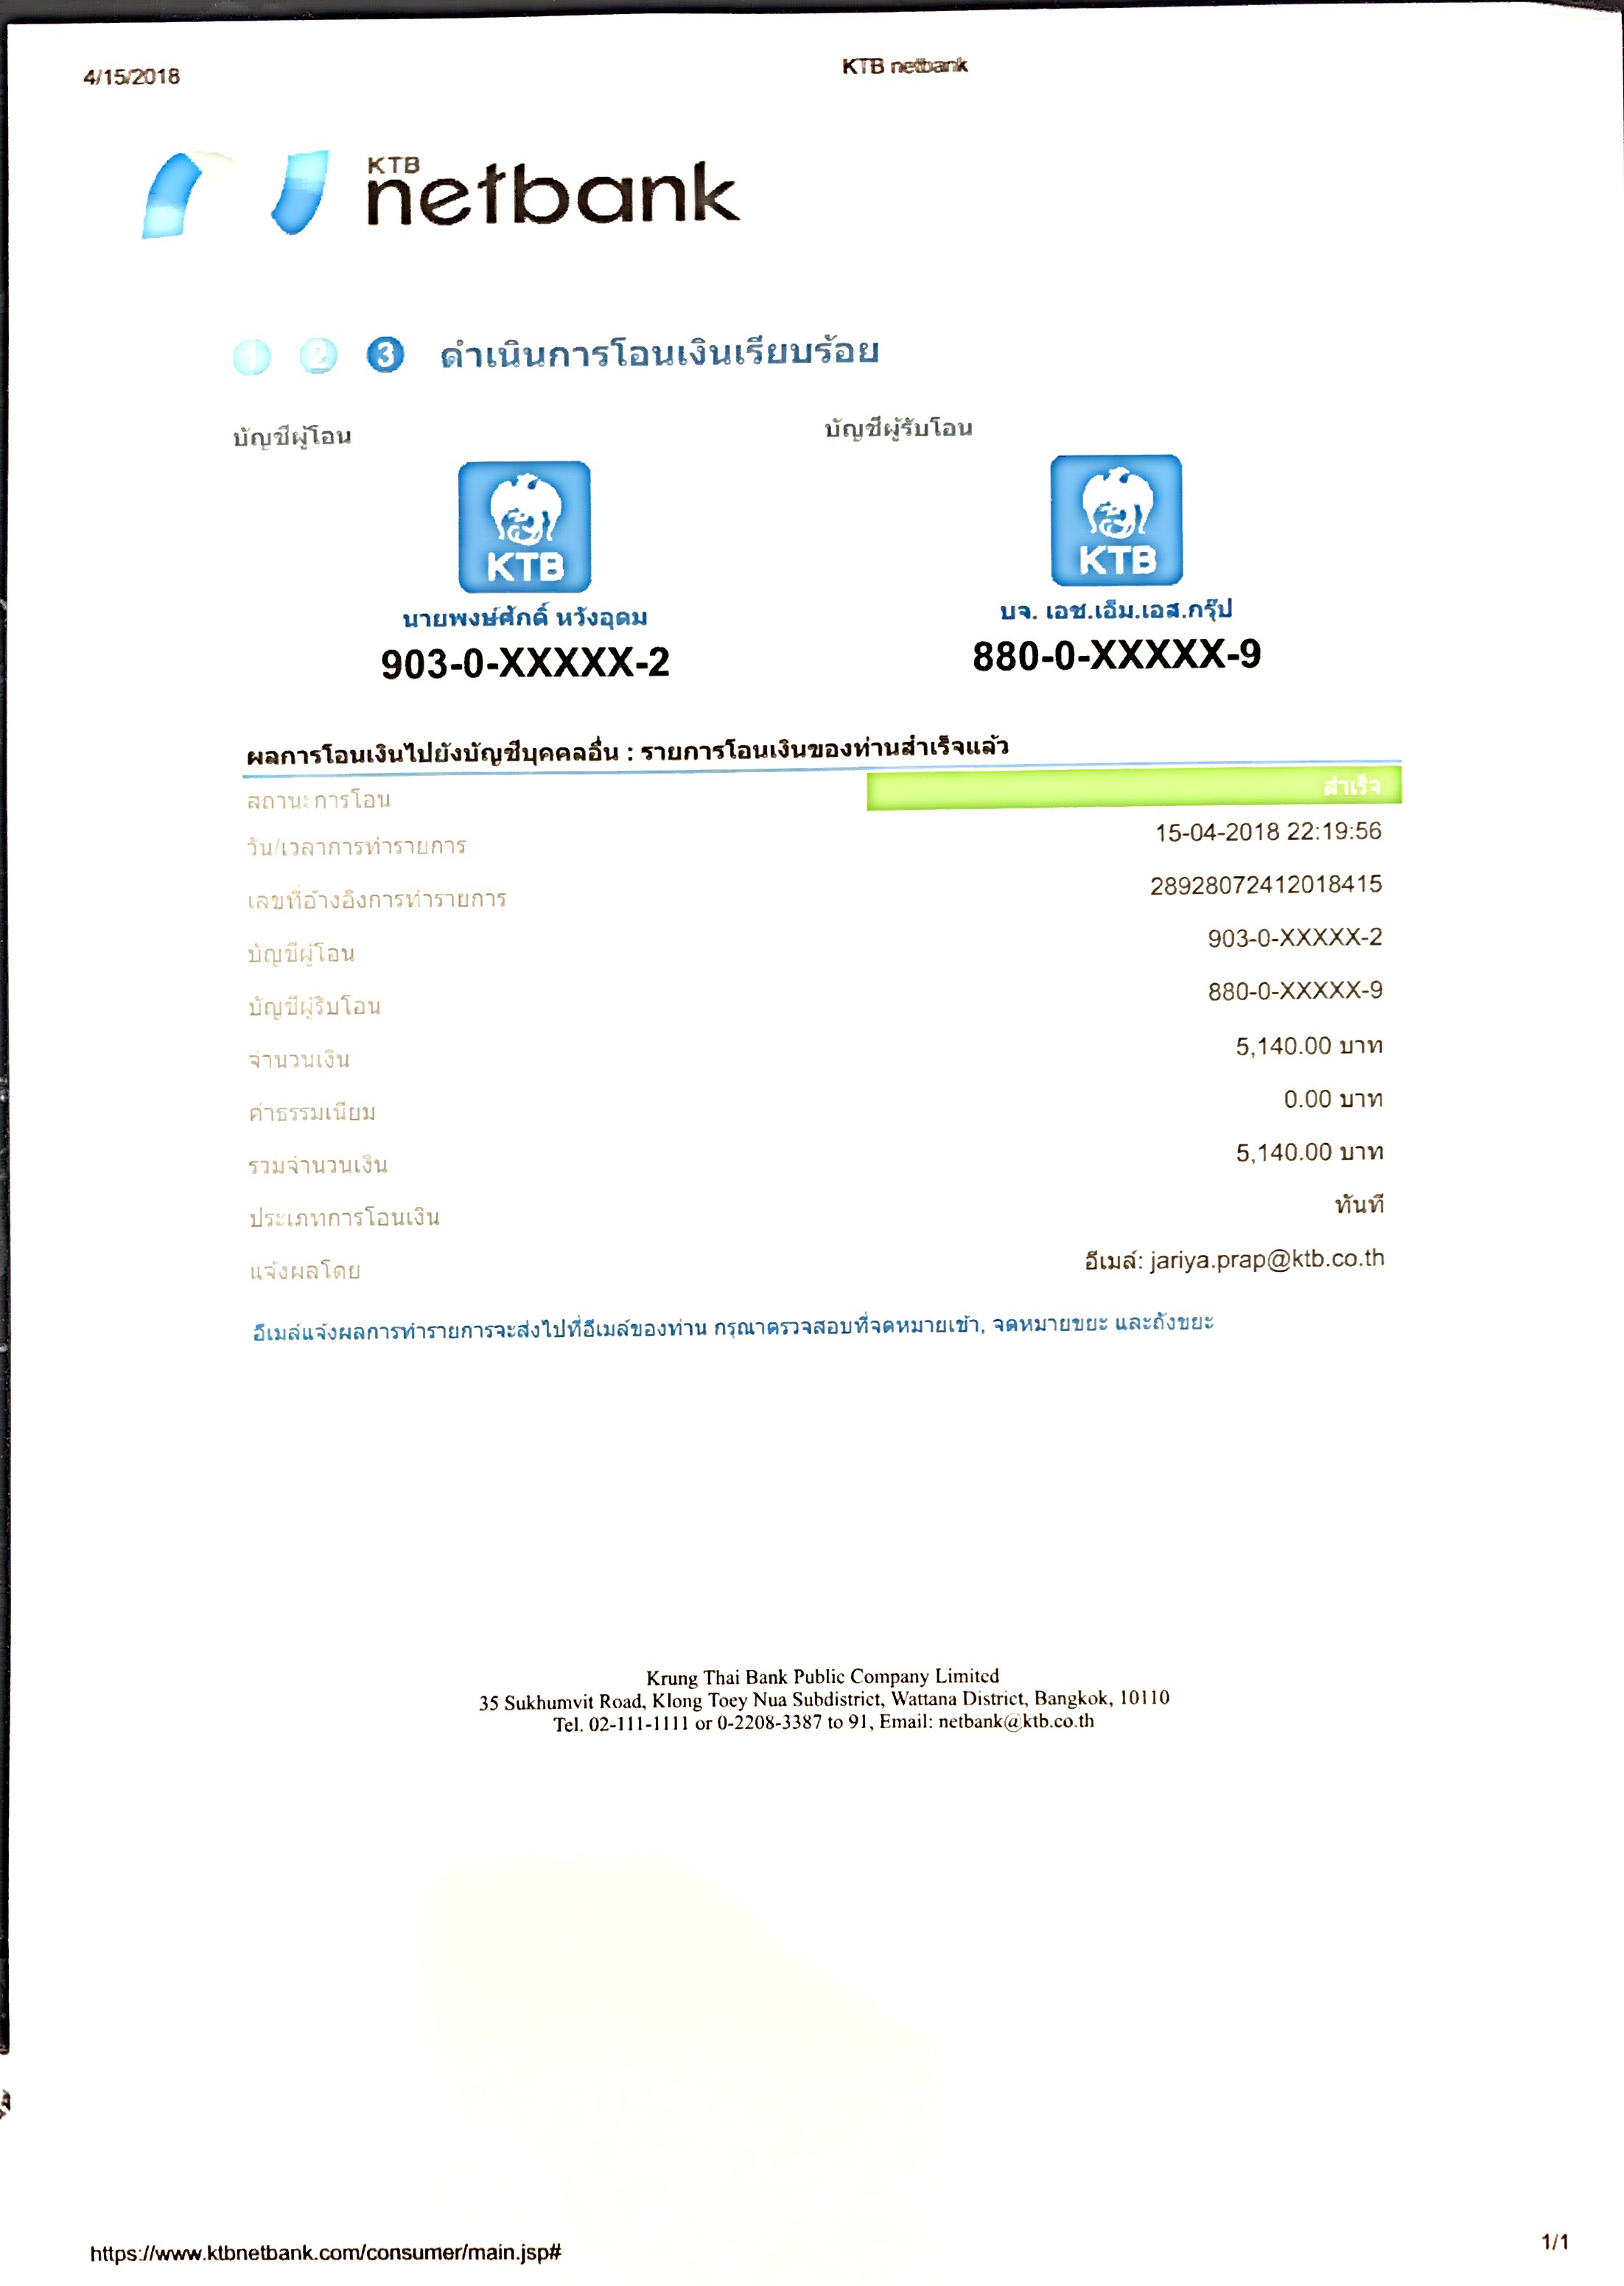 4/15/2018
KTB netbank
KTB
netbank
1 2 3 ดำเนินการโอนเงินเรียบร้อย
บัญชีผู้โอน
บัญชีผู้รับโอน
KTB
KTB
นายพงษ์ศักดิ์ หวังอุดม
บจ. เอช.เอ็ม.เอส.กรุ๊ป
903-0-XXXXX-2
880-0-XXXXX-9
ผลการโอนเงินไปยังบัญชีบุคคลอื่น : รายการโอนเงินของท่านสำเร็จแล้ว
สถานะการโอน สำเร็จ
วัน/เวลาการทำรายการ 15-04-2018 22:19:56
เลขที่อ้างอิงการทำรายการ 28928072412018415
บัญชีผู้โอน 903-0-XXXXX-2
บัญชีผู้รับโอน 880-0-XXXXX-9
จำนวนเงิน 5,140.00 บาท
ค่าธรรมเนียม 0.00 บาท
รวมจำนวนเงิน 5,140.00 บาท
ประเภทการโอนเงิน ทันที
แจ้งผลโดย อีเมล์: jariya.prap@ktb.co.th
อีเมล์แจ้งผลการทำรายการจะส่งไปที่อีเมล์ของท่าน กรุณาตรวจสอบที่จดหมายเข้า, จดหมายขยะ และถังขยะ
Krung Thai Bank Public Company Limited
35 Sukhumvit Road, Klong Toey Nua Subdistrict, Wattana District, Bangkok, 10110
Tel. 02-111-1111 or 0-2208-3387 to 91, Email: netbank@ktb.co.th
https://www.ktbnetbank.com/consumer/main.jsp#
1/1